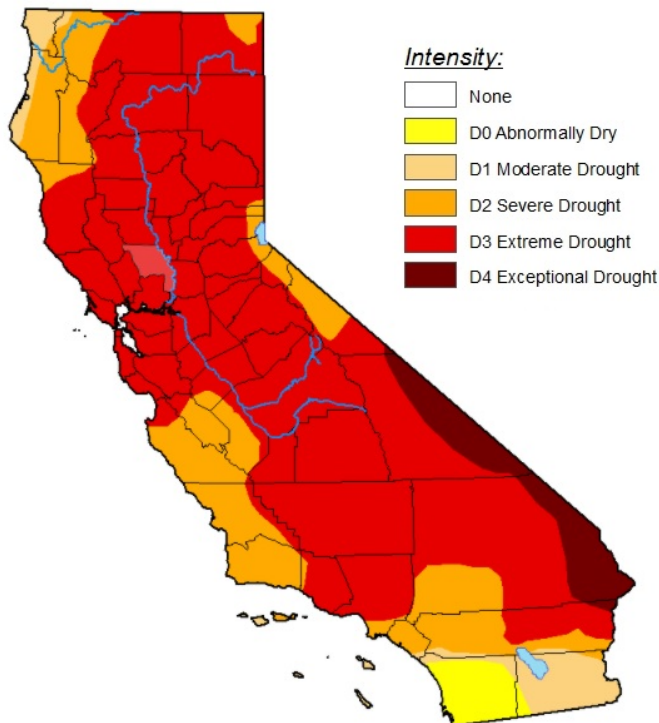 Intensity:
None
D0 Abnormally Dry
D1 Moderate Drought
D2 Severe Drought
D3 Extreme Drought
D4 Exceptional Drought